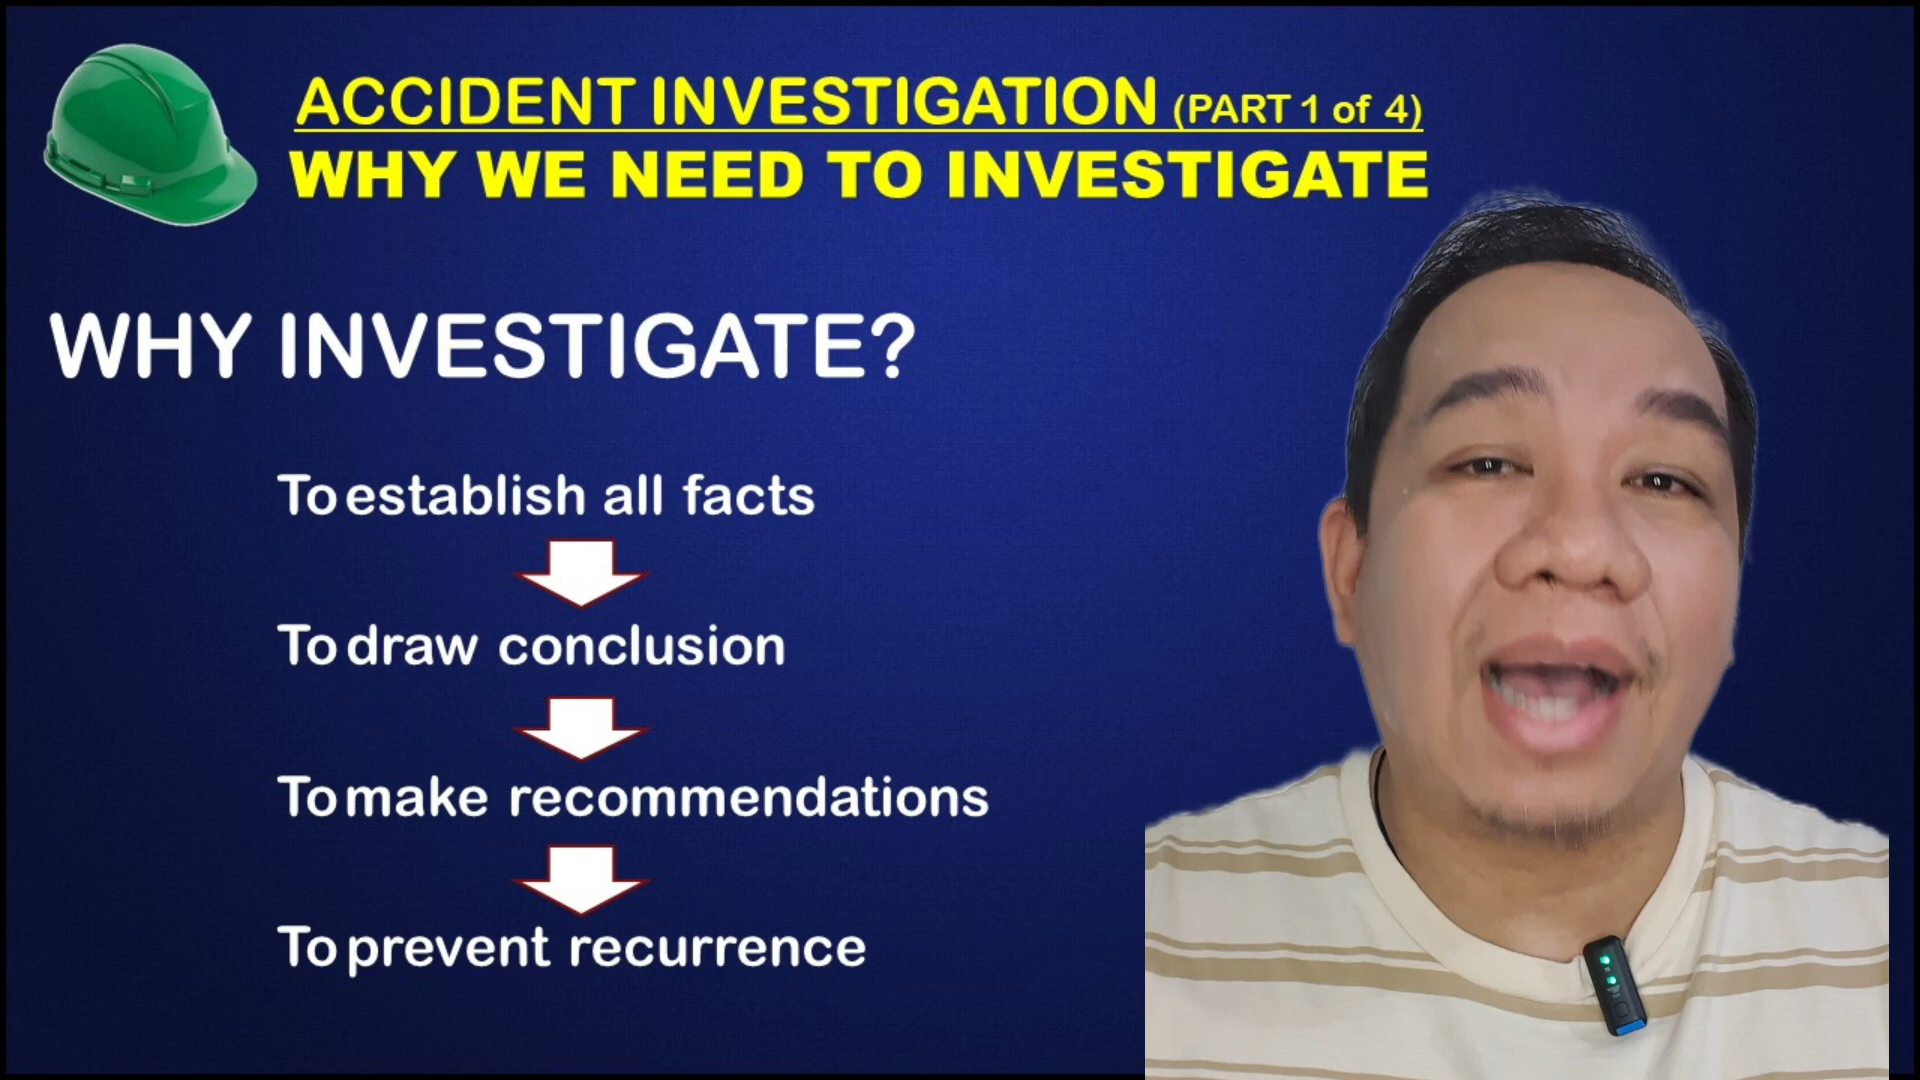 ACCIDENT INVESTIGATION (PART 1 of 4)
WHY WE NEED TO INVESTIGATE
WHY INVESTIGATE?
To establish all facts
To draw conclusion
To make recommendations
To prevent recurrence